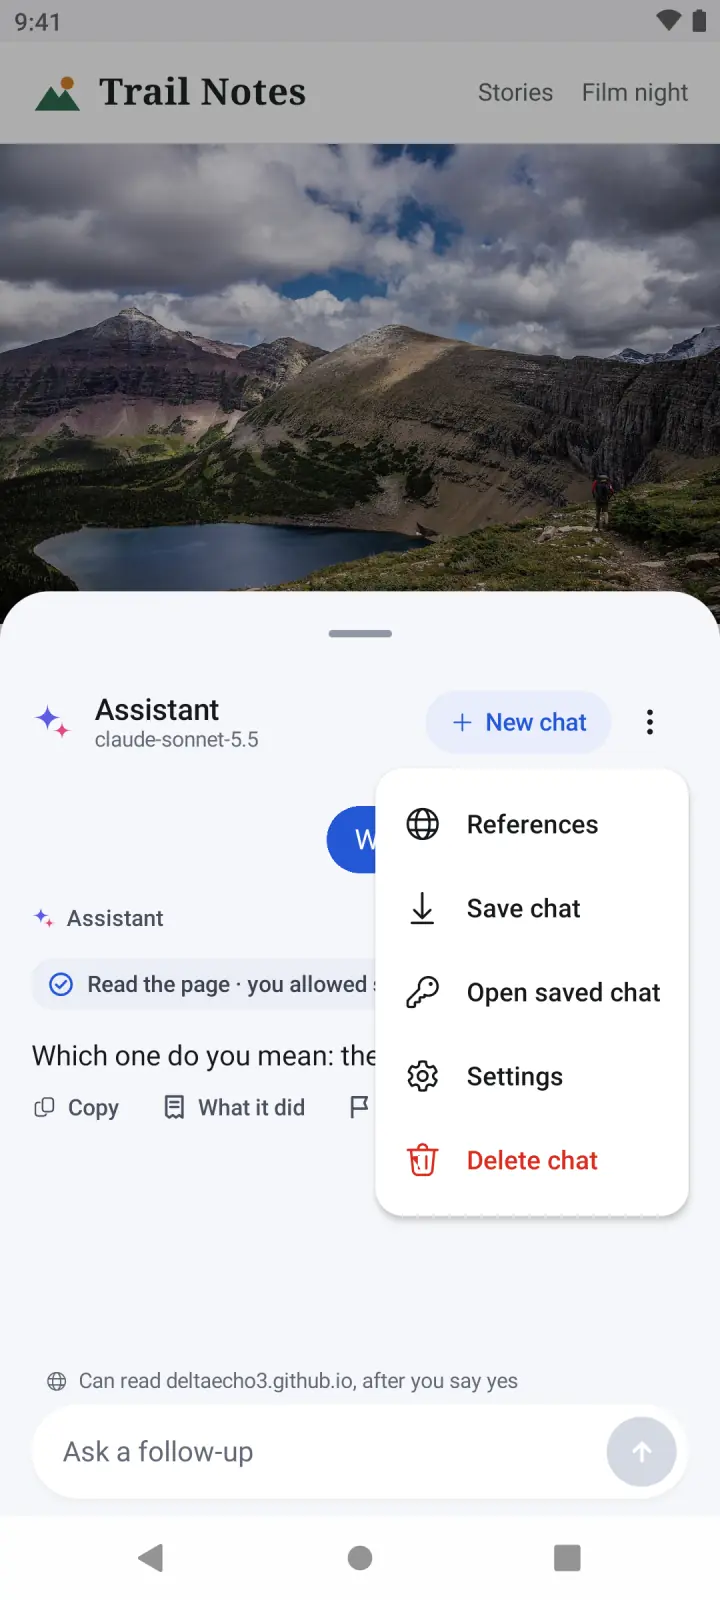 9:41
Trail Notes
Stories
Film night
Assistant
claude-sonnet-5.5
+ New chat
References
Save chat
Open saved chat
Settings
Delete chat
W
Assistant
Read the page · you allowed
Which one do you mean: the
Copy
What it did
Can read deltaecho3.github.io, after you say yes
Ask a follow-up